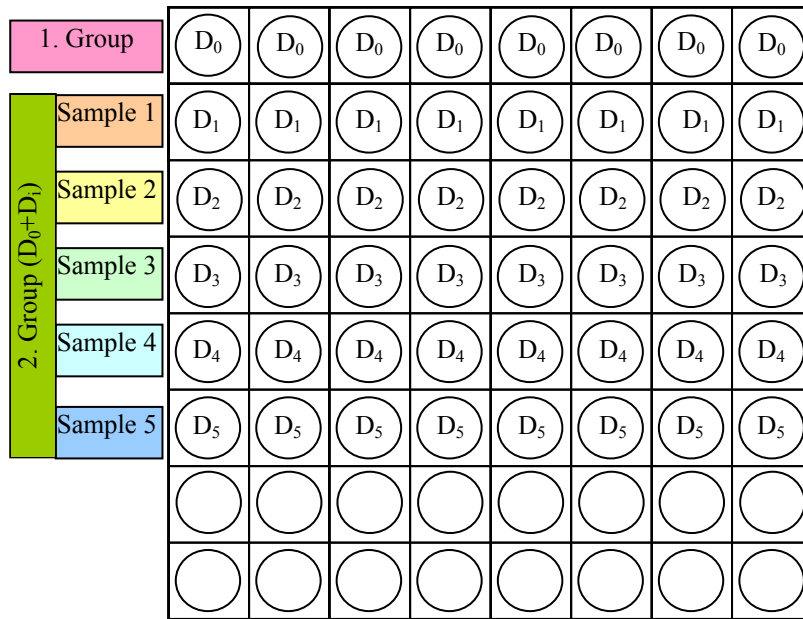 1. Group D₀ D₀ D₀ D₀ D₀ D₀ D₀ D₀
2. Group (D₀+Dᵢ)
Sample 1 D₁ D₁ D₁ D₁ D₁ D₁ D₁ D₁
Sample 2 D₂ D₂ D₂ D₂ D₂ D₂ D₂ D₂
Sample 3 D₃ D₃ D₃ D₃ D₃ D₃ D₃ D₃
Sample 4 D₄ D₄ D₄ D₄ D₄ D₄ D₄ D₄
Sample 5 D₅ D₅ D₅ D₅ D₅ D₅ D₅ D₅